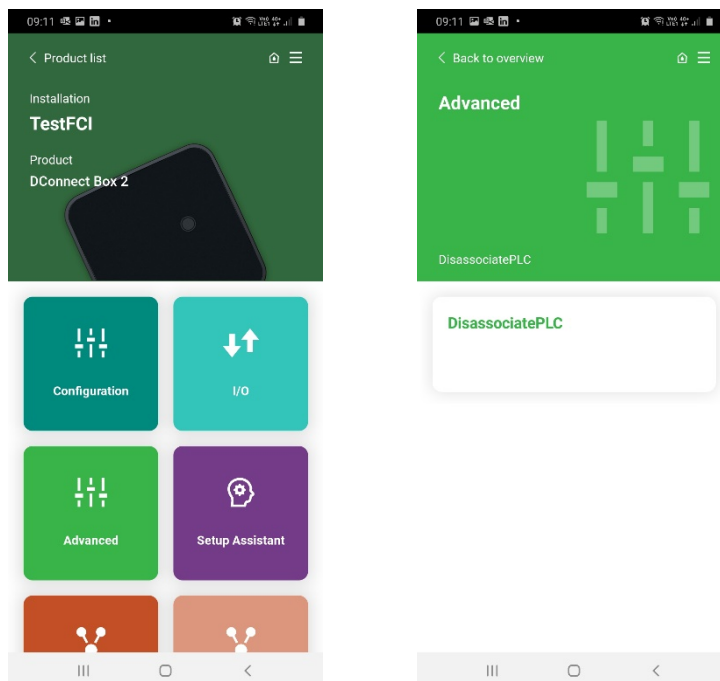 09:11
Product list
Installation
TestFCI
Product
DConnect Box 2
Configuration
I/O
Advanced
Setup Assistant
09:11
Back to overview
Advanced
DisassociatePLC
DisassociatePLC